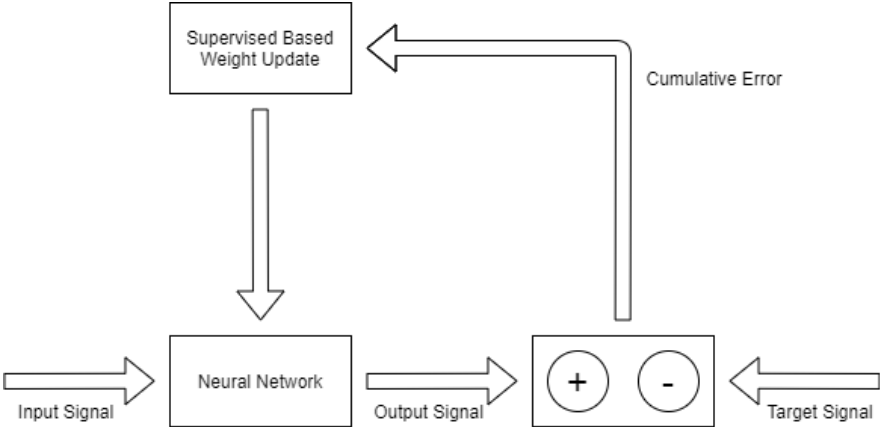 Supervised Based
Weight Update
Cumulative Error
Neural Network
+
-
Input Signal
Output Signal
Target Signal